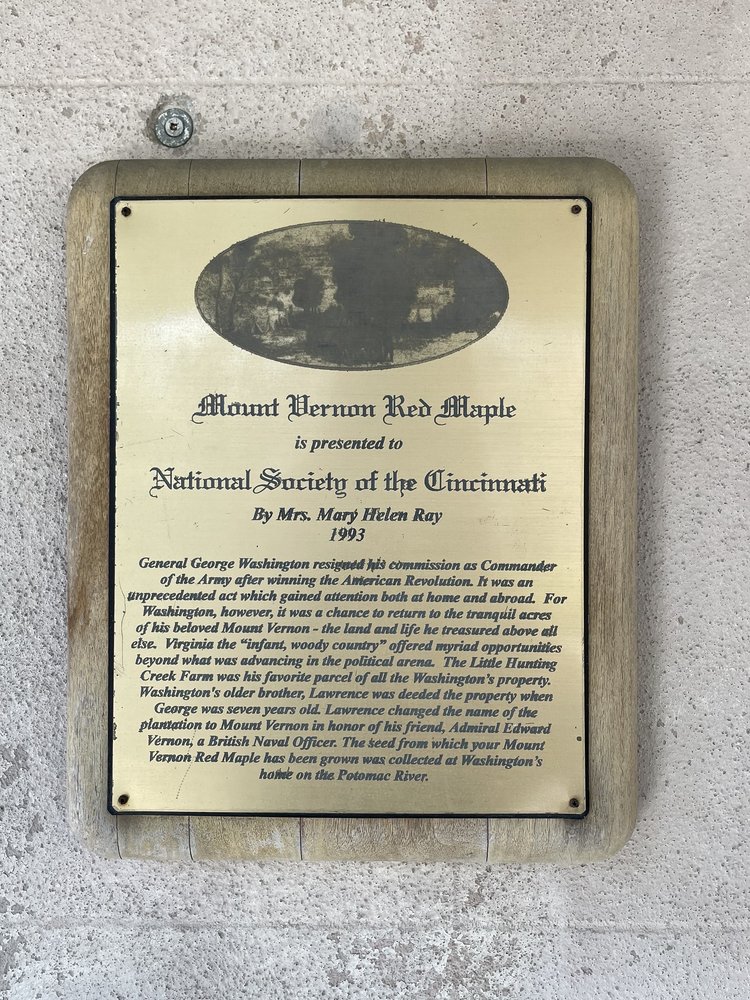 Mount Vernon Red Maple
is presented to
National Society of the Cincinnati
By Mrs. Mary Helen Ray
1993
General George Washington resigned his commission as Commander
of the Army after winning the American Revolution. It was an
unprecedented act which gained attention both at home and abroad. For
Washington, however, it was a chance to return to the tranquil acres
of his beloved Mount Vernon - the land and life he treasured above all
else. Virginia the "infant, woody country" offered myriad opportunities
beyond what was advancing in the political arena. The Little Hunting
Creek Farm was his favorite parcel of all the Washington's property.
Washington's older brother, Lawrence was deeded the property when
George was seven years old. Lawrence changed the name of the
plantation to Mount Vernon in honor of his friend, Admiral Edward
Vernon, a British Naval Officer. The seed from which your Mount
Vernon Red Maple has been grown was collected at Washington's
home on the Potomac River.